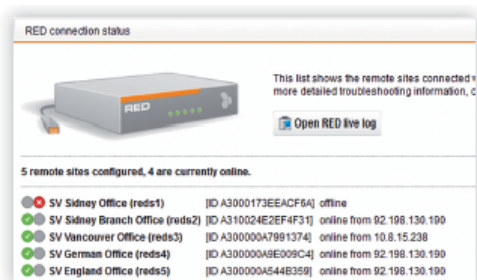 RED connection status
This list shows the remote sites connected
more detailed troubleshooting information,
RED
Open RED live log
5 remote sites configured, 4 are currently online.
SV Sidney Office (reds1) [ID A3000173EEACF6A] offline
SV Sidney Branch Office (reds2) [ID A310024E2EF4F31] online from 92.198.130.190
SV Vancouver Office (reds3) [ID A300000A7991374] online from 10.8.15.238
SV German Office (reds4) [ID A300000A9E009C4] online from 92.198.130.190
SV England Office (reds5) [ID A300000A544B359] online from 92.198.130.190